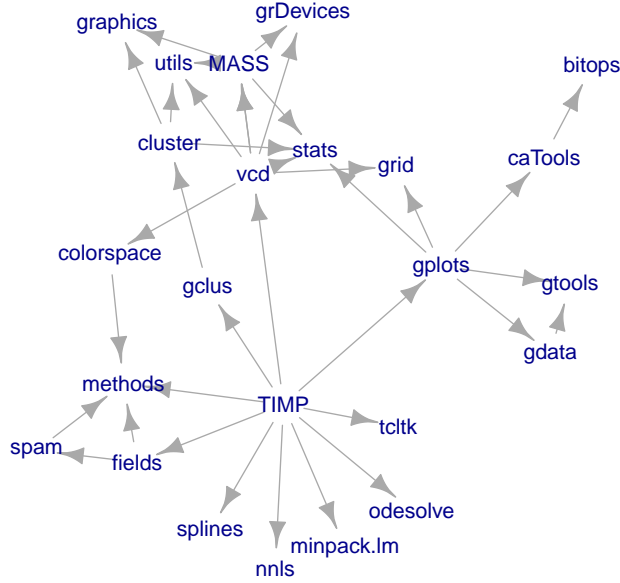 grDevices
graphics
utils
MASS
bitops
cluster
stats
caTools
vcd
grid
colorspace
gplots
gclus
gtools
gdata
methods
TIMP
tcltk
spam
fields
odesolve
splines
minpack.lm
nnls